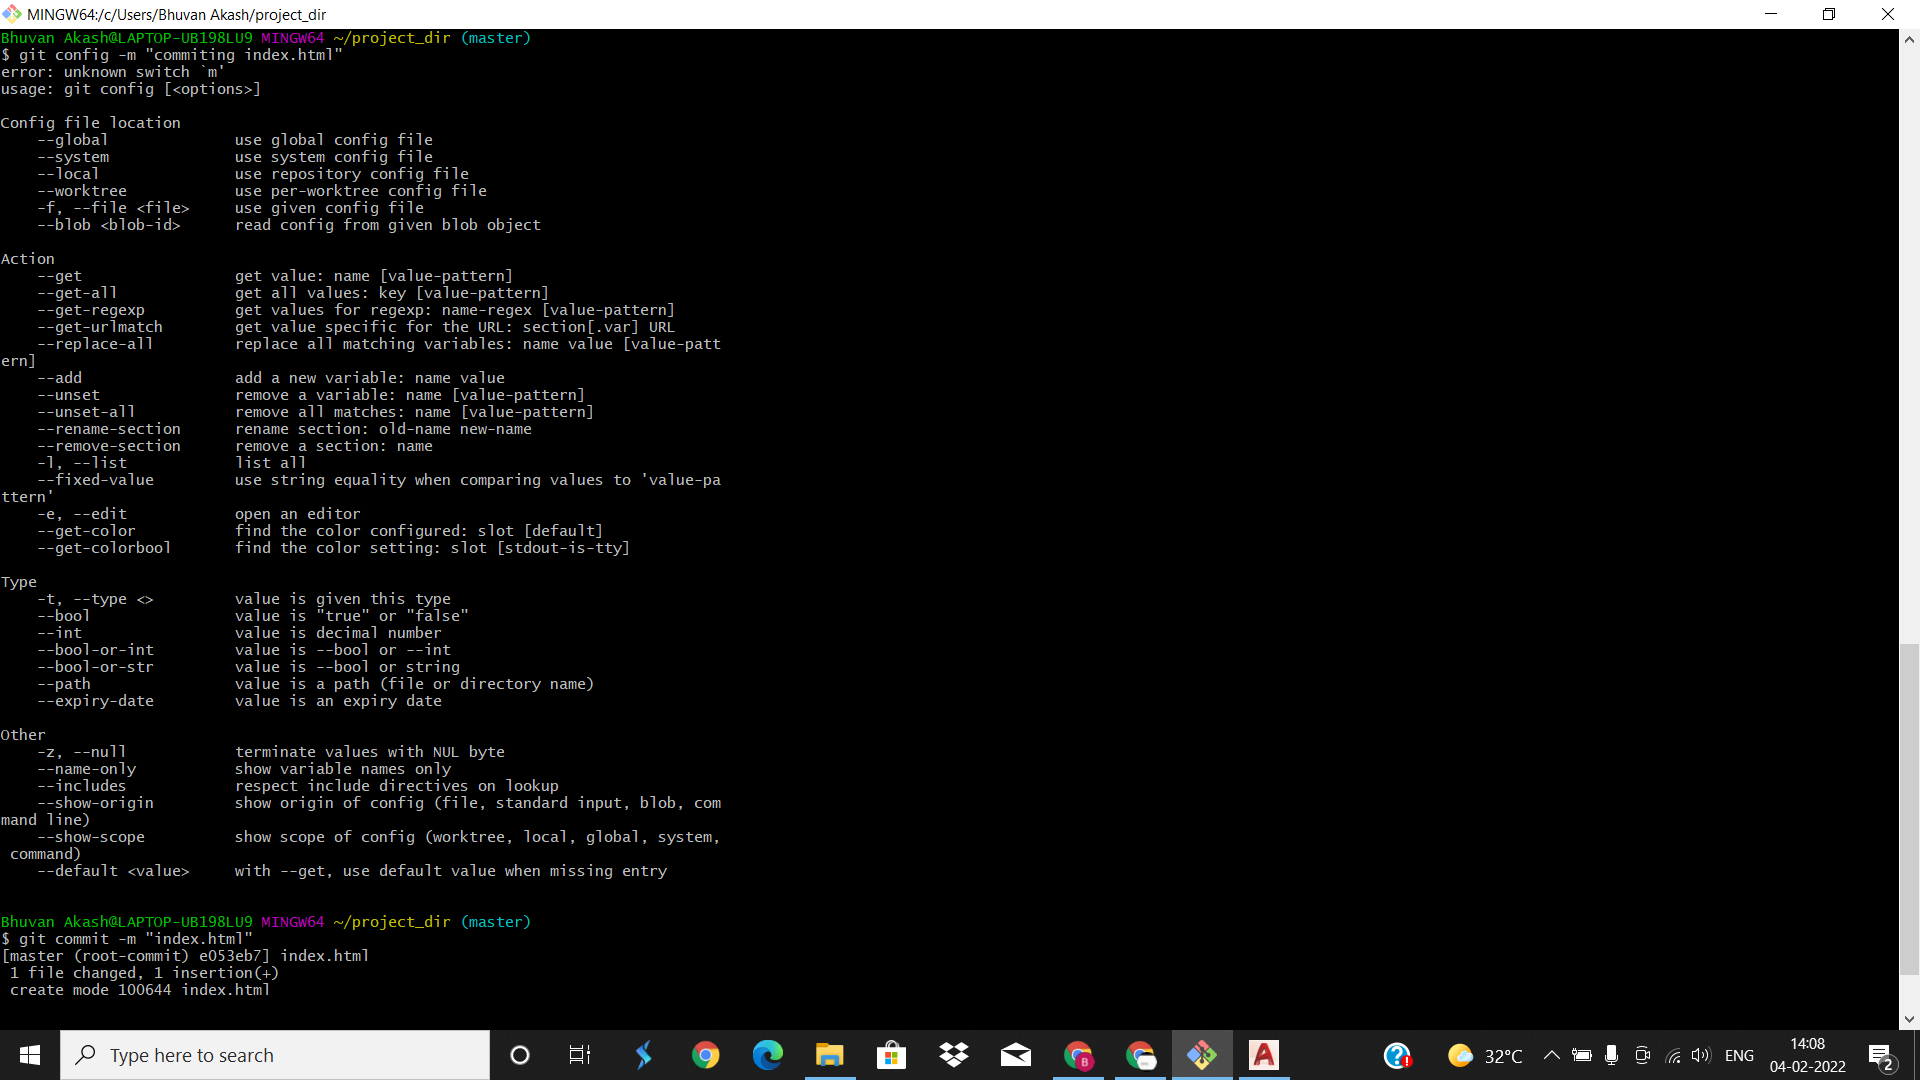 MINGW64:/c/Users/Bhuvan Akash/project_dir
Bhuvan Akash@LAPTOP-UB198LU9 MINGW64 ~/project_dir (master)
$ git config -m "commiting index.html"
error: unknown switch `m'
usage: git config [<options>]
Config file location
--global use global config file
--system use system config file
--local use repository config file
--worktree use per-worktree config file
-f, --file <file> use given config file
--blob <blob-id> read config from given blob object
Action
--get get value: name [value-pattern]
--get-all get all values: key [value-pattern]
--get-regexp get values for regexp: name-regex [value-pattern]
--get-urlmatch get value specific for the URL: section[.var] URL
--replace-all replace all matching variables: name value [value-patt
ern]
--add add a new variable: name value
--unset remove a variable: name [value-pattern]
--unset-all remove all matches: name [value-pattern]
--rename-section rename section: old-name new-name
--remove-section remove a section: name
-l, --list list all
--fixed-value use string equality when comparing values to 'value-pa
ttern'
-e, --edit open an editor
--get-color find the color configured: slot [default]
--get-colorbool find the color setting: slot [stdout-is-tty]
Type
-t, --type <> value is given this type
--bool value is "true" or "false"
--int value is decimal number
--bool-or-int value is --bool or --int
--bool-or-str value is --bool or string
--path value is a path (file or directory name)
--expiry-date value is an expiry date
Other
-z, --null terminate values with NUL byte
--name-only show variable names only
--includes respect include directives on lookup
--show-origin show origin of config (file, standard input, blob, com
mand line)
--show-scope show scope of config (worktree, local, global, system,
command)
--default <value> with --get, use default value when missing entry
Bhuvan Akash@LAPTOP-UB198LU9 MINGW64 ~/project_dir (master)
$ git commit -m "index.html"
[master (root-commit) e053eb7] index.html
1 file changed, 1 insertion(+)
create mode 100644 index.html
Type here to search
32°C
ENG
14:08
04-02-2022
2